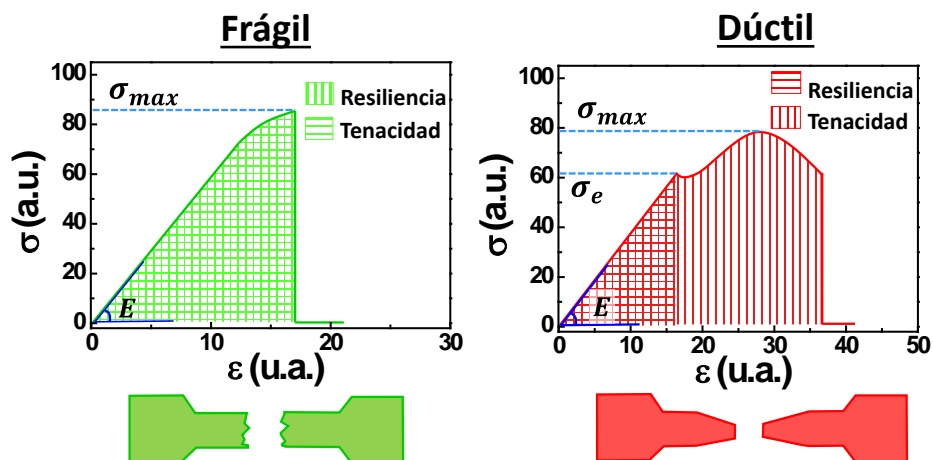 Frágil
100
80
60
40
20
0
0
10
20
30
σ (a.u.)
ε (u.a.)
σmax
E
Resiliencia
Tenacidad
Dúctil
100
80
60
40
20
0
0
10
20
30
40
50
σ (a.u.)
ε (u.a.)
σmax
σe
E
Resiliencia
Tenacidad